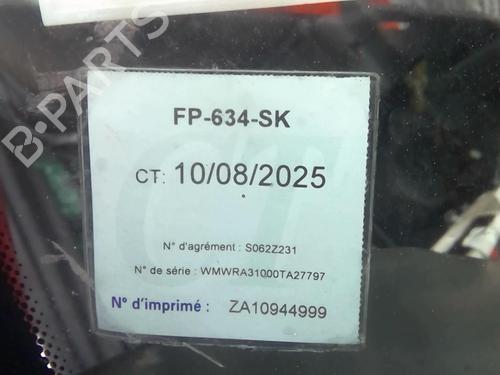 B-PARTS
FP-634-SK
CT: 10/08/2025
N° d'agrément : S062Z231
N° de série : WMWRA31000TA27797
N° d'imprimé : ZA10944999